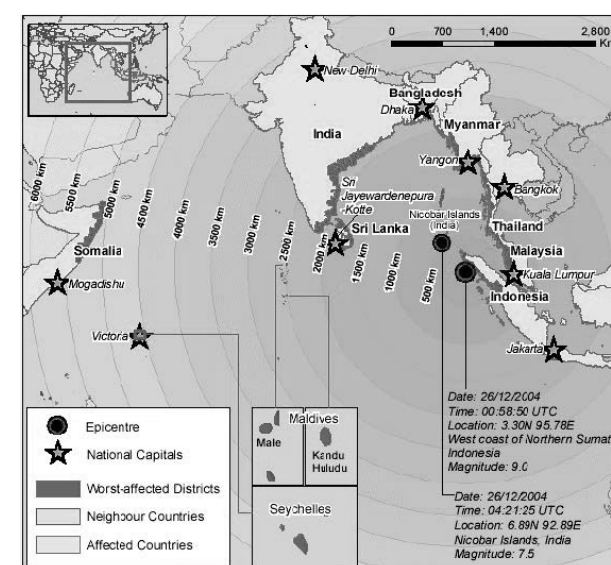 0 700 1,400 2,800
Km
New Delhi
Bangladesh
Dhaka
Myanmar
India
Yangon
Sri
Jayewardenepura
-Kotte
Bangkok
Nicobar Islands
(India)
Thailand
Sri Lanka
Malaysia
Kuala Lumpur
Indonesia
Jakarta
6000 km
5500 km
5000 km
4500 km
4000 km
3500 km
3000 km
2500 km
2000 km
1500 km
1000 km
500 km
Somalia
Mogadishu
Victoria
Date: 26/12/2004
Time: 00:58:50 UTC
Location: 3.30N 95.78E
West coast of Northern Sumat
Indonesia
Magnitude: 9.0
Date: 26/12/2004
Time: 04:21:25 UTC
Location: 6.89N 92.89E
Nicobar Islands, India
Magnitude: 7.5
Maldives
Male
Kandu
Huludu
Seychelles
Epicentre
National Capitals
Worst-affected Districts
Neighbour Countries
Affected Countries